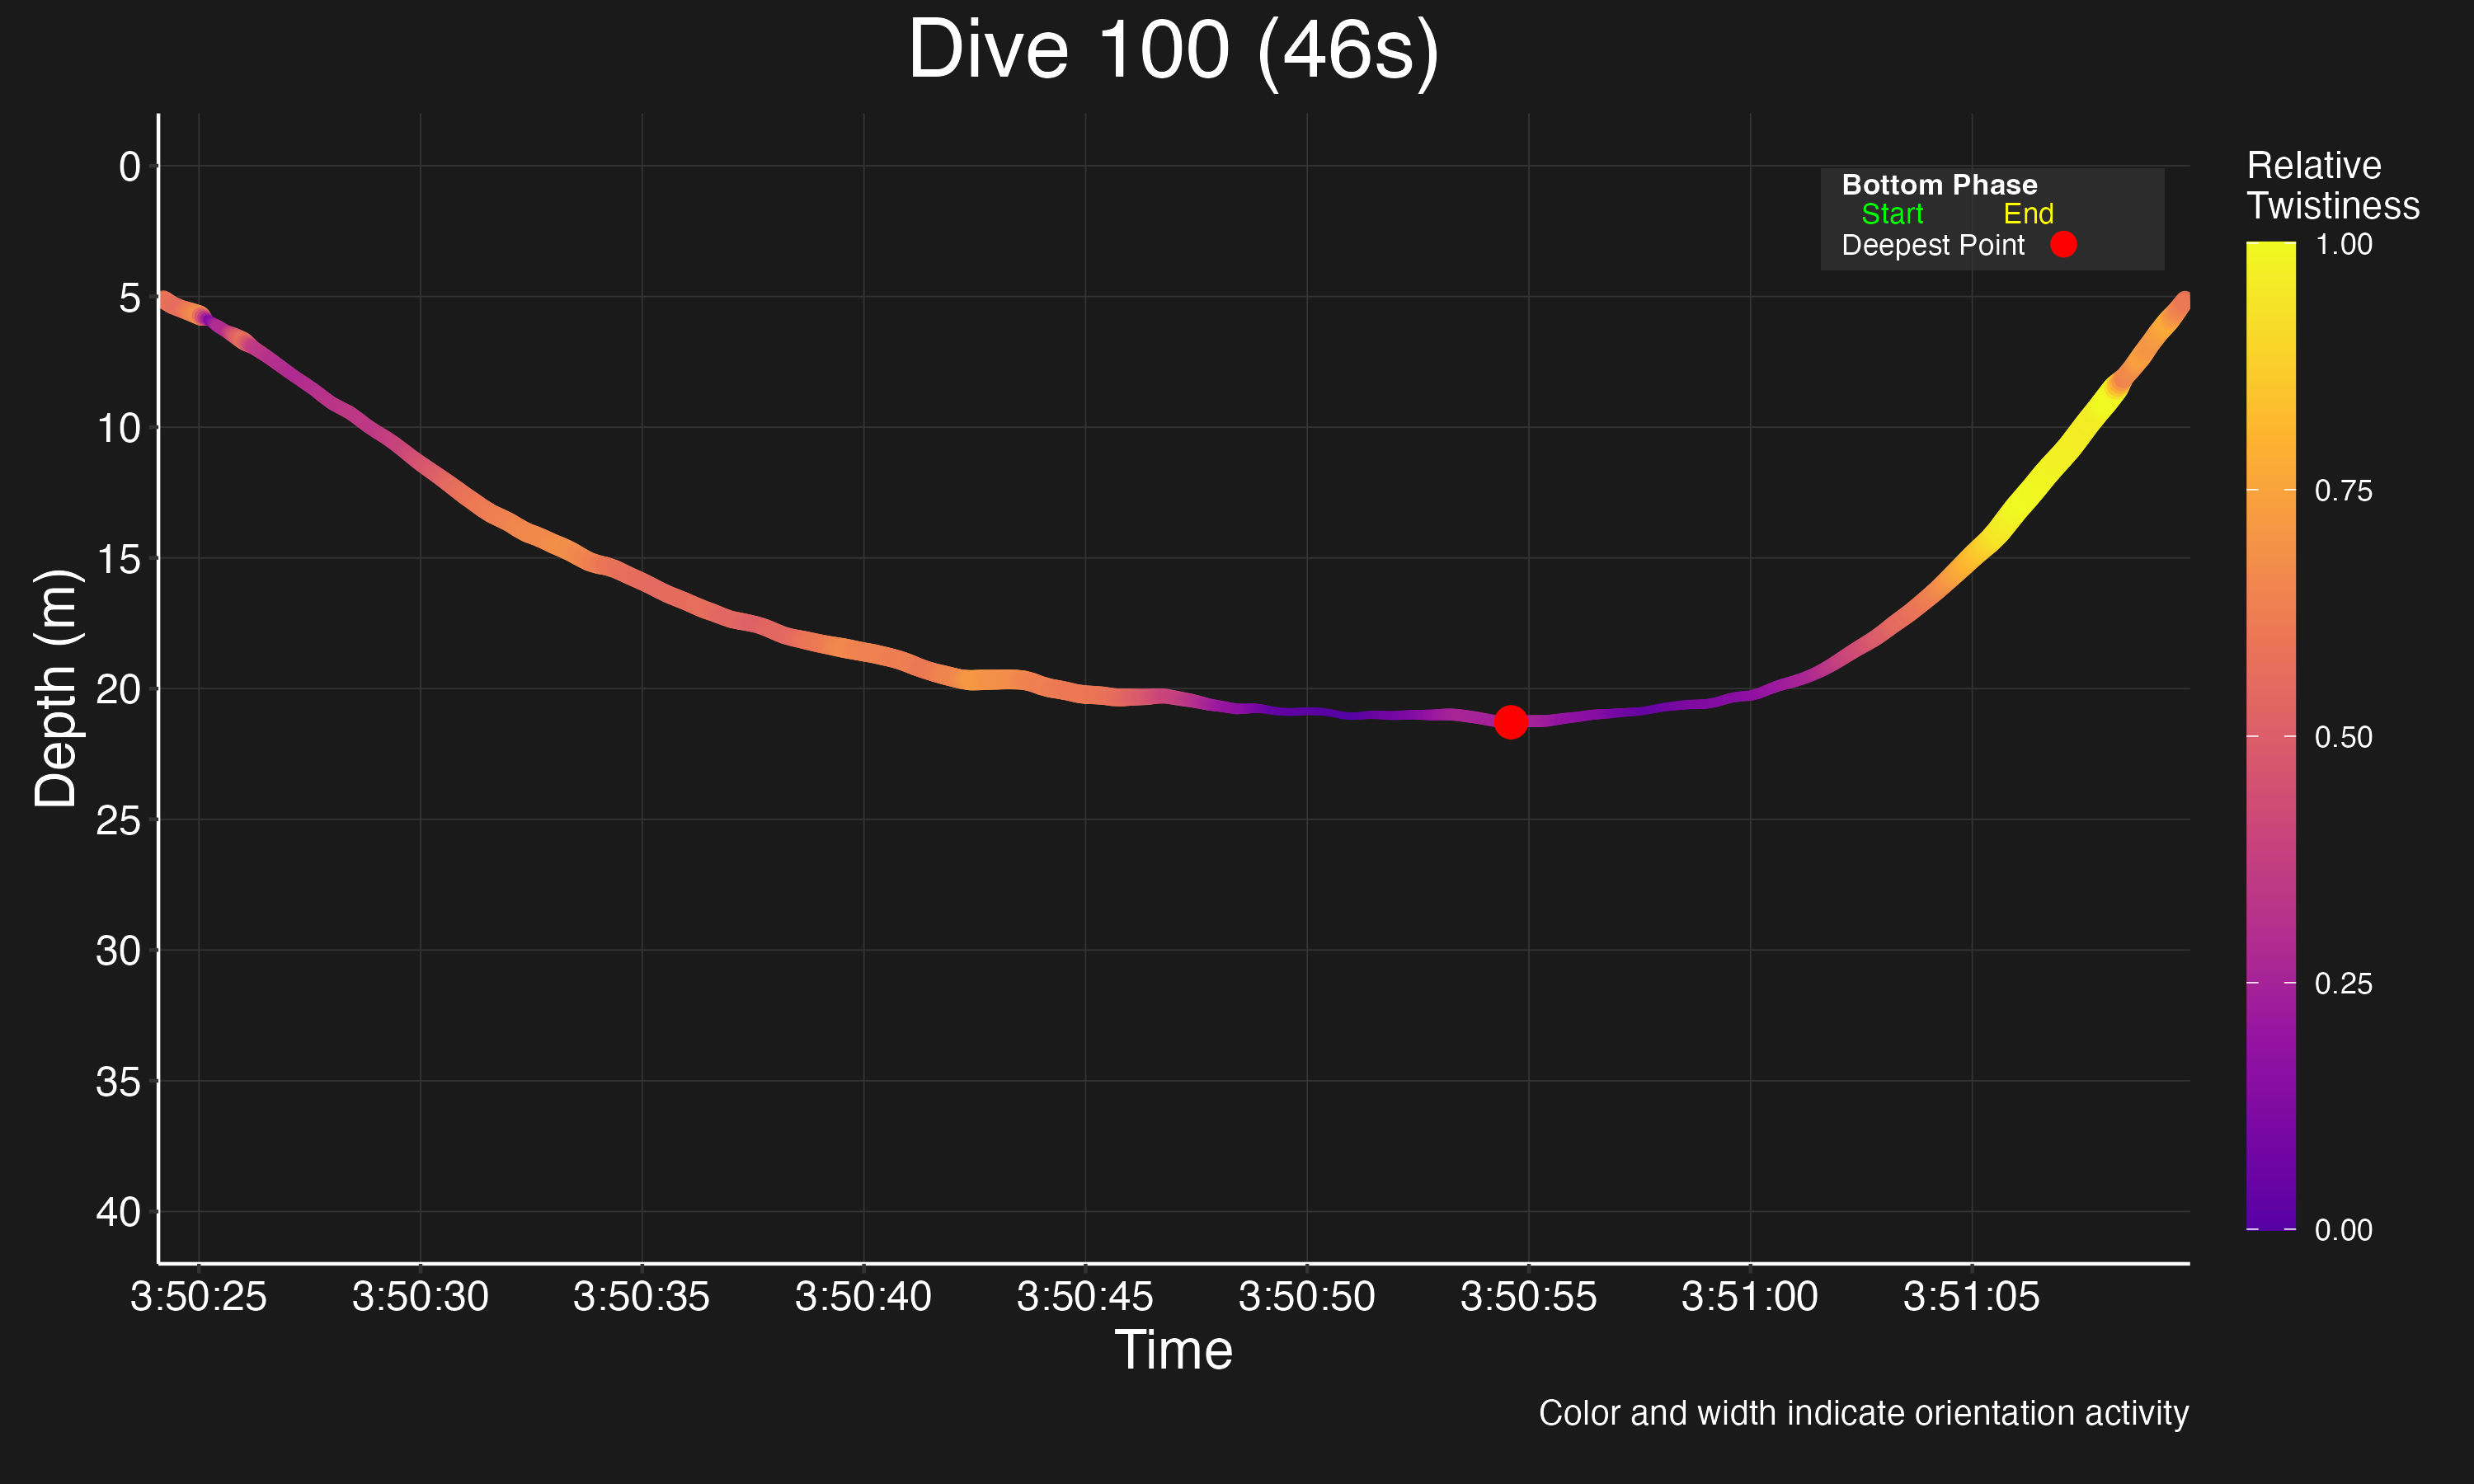 Dive 100 (46s)
Depth (m)
0
5
10
15
20
25
30
35
40
Bottom Phase
Start End
Deepest Point
3:50:25 3:50:30 3:50:35 3:50:40 3:50:45 3:50:50 3:50:55 3:51:00 3:51:05
Time
Relative
Twistiness
1.00
0.75
0.50
0.25
0.00
Color and width indicate orientation activity